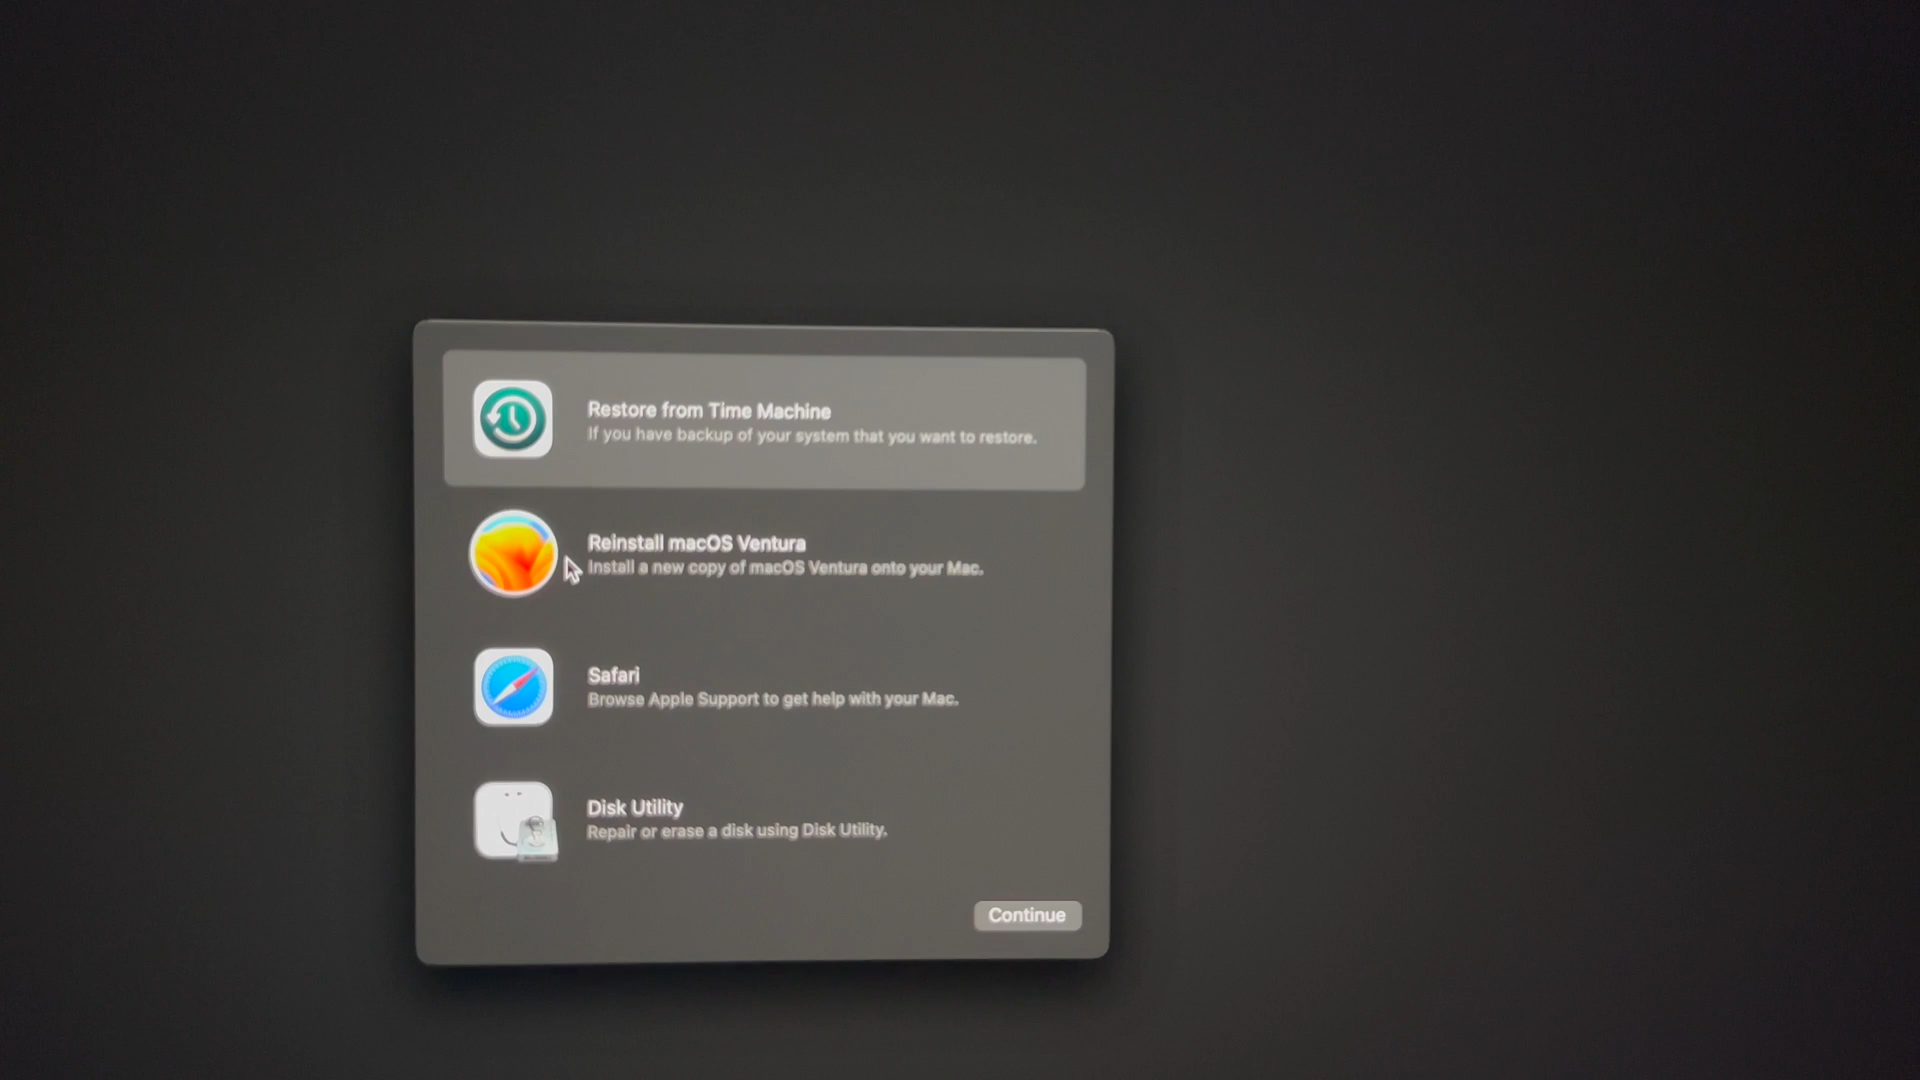 Restore from Time Machine
If you have backup of your system that you want to restore.
Reinstall macOS Ventura
Install a new copy of macOS Ventura onto your Mac.
Safari
Browse Apple Support to get help with your Mac.
Disk Utility
Repair or erase a disk using Disk Utility.
Continue